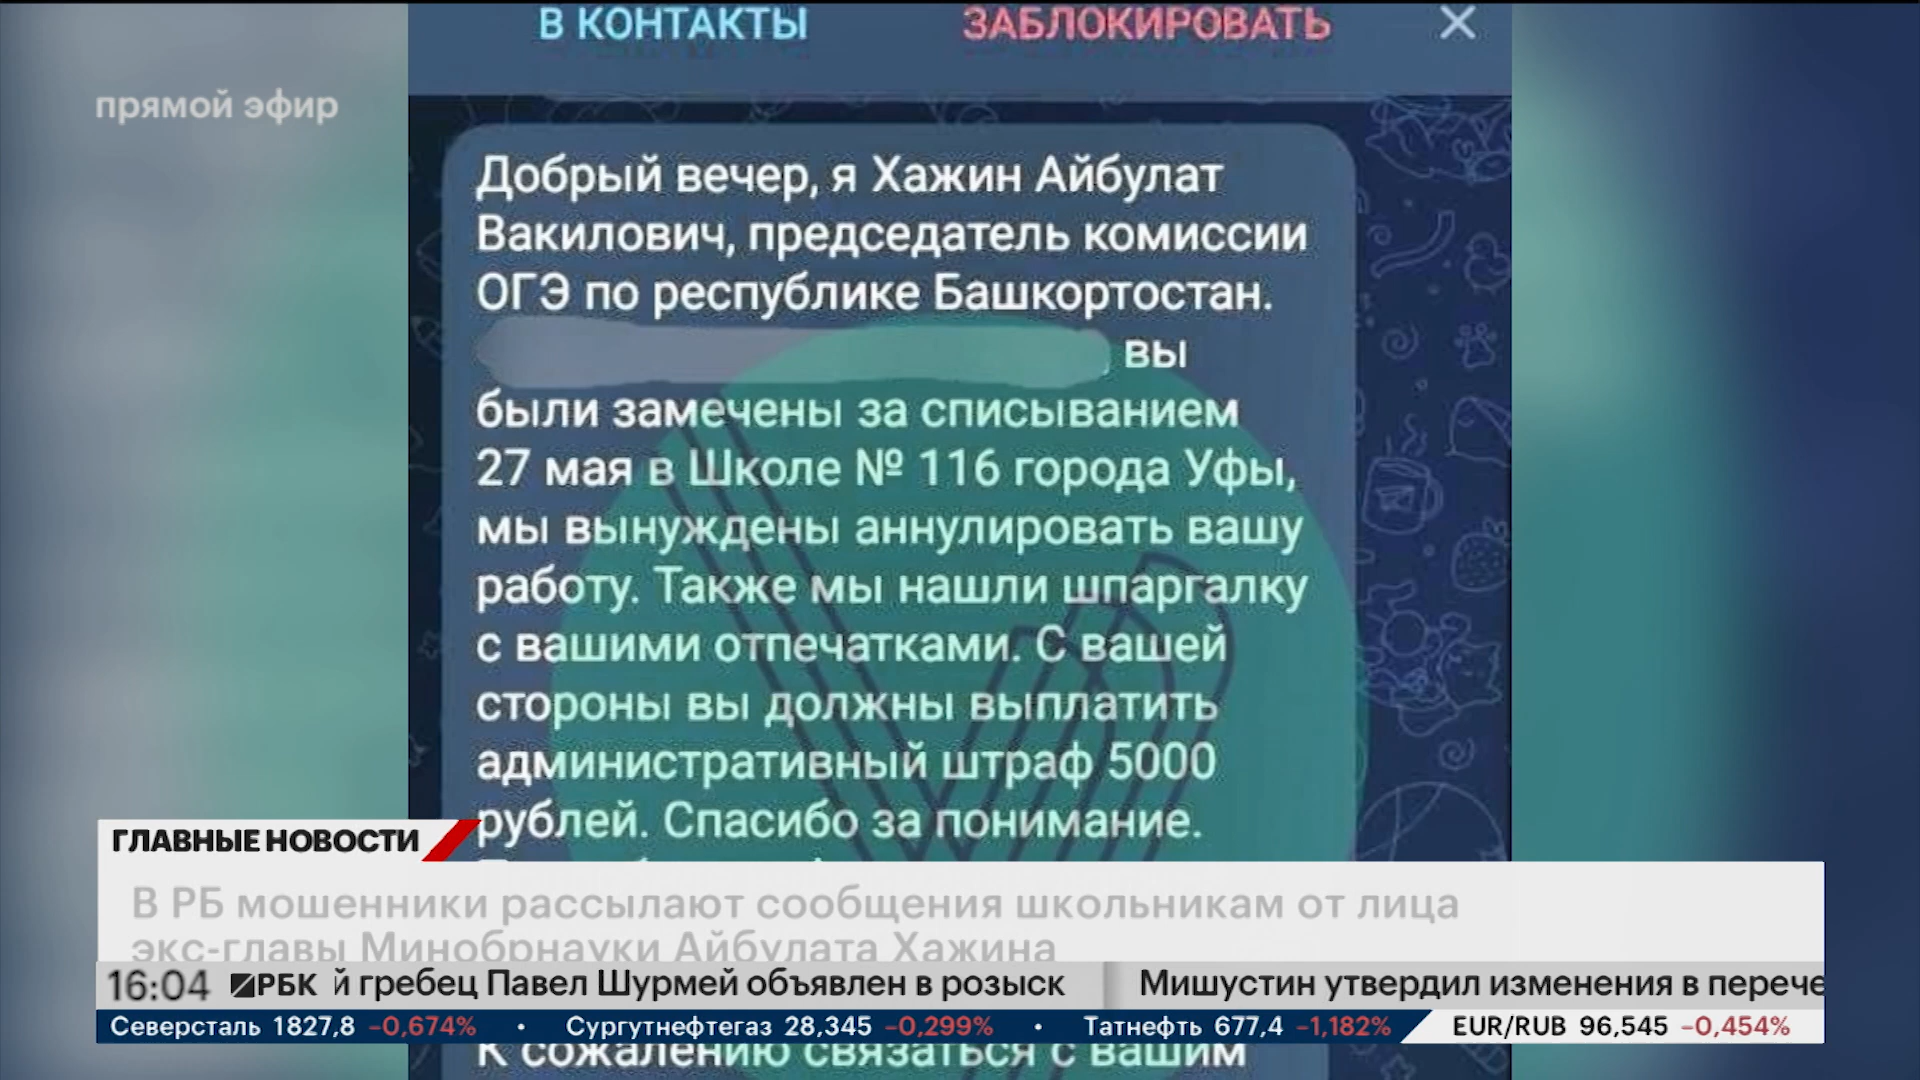 В КОНТАКТЫ
ЗАБЛОКИРОВАТЬ
прямой эфир
Добрый вечер, я Хажин Айбулат
Вакилович, председатель комиссии
ОГЭ по республике Башкортостан.
, вы
были замечены за списыванием
27 мая в Школе № 116 города Уфы,
мы вынуждены аннулировать вашу
работу. Также мы нашли шпаргалку
с вашими отпечатками. С вашей
стороны вы должны выплатить
административный штраф 5000
рублей. Спасибо за понимание.
ГЛАВНЫЕ НОВОСТИ
В РБ мошенники рассылают сообщения школьникам от лица
экс-главы Минобрнауки Айбулата Хажина
16:04 РБК й гребец Павел Шурмей объявлен в розыск Мишустин утвердил изменения в перече
Северсталь 1827,8 -0,674% • Сургутнефтегаз 28,345 -0,299% • Татнефть 677,4 -1,182% EUR/RUB 96,545 -0,454%
К сожалению связаться с вашим